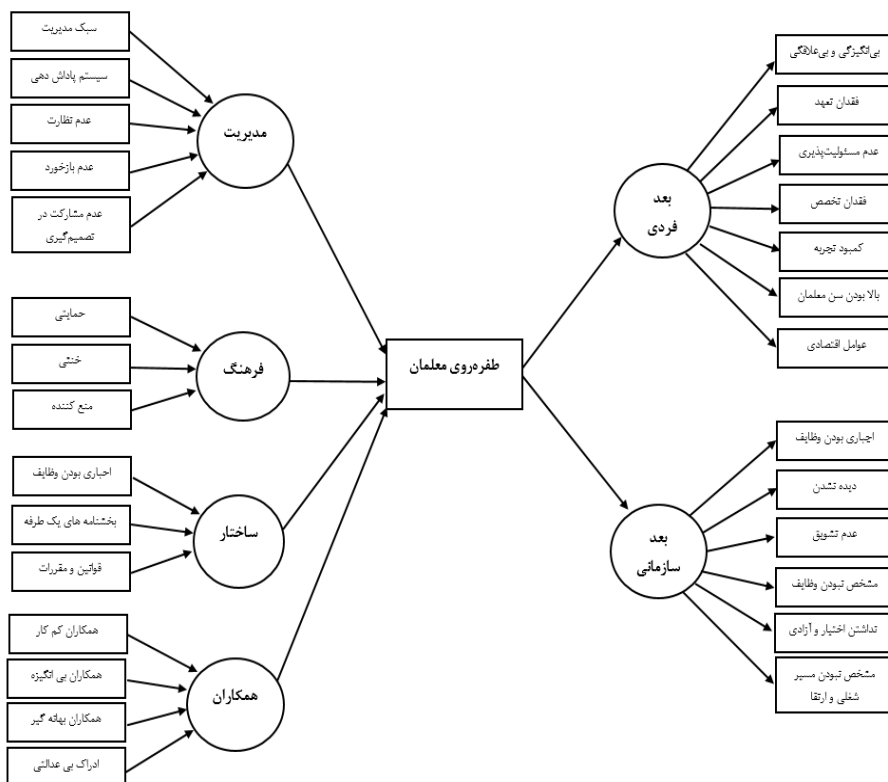 سبک مدیریت
سیستم پاداش دهی
عدم نظارت
عدم بازخورد
عدم مشارکت در
تصمیم‌گیری
مدیریت
حمایتی
خنثی
منع کننده
فرهنگ
اجباری بودن وظایف
بخشنامه های یک طرفه
قوانین و مقررات
ساختار
همکاران کم کار
همکاران بی انگیزه
همکاران بهانه گیر
ادراک بی عدالتی
همکاران
طفره‌روی معلمان
بعد
فردی
بی‌انگیزگی و بی‌علاقگی
فقدان تعهد
عدم مسئولیت‌پذیری
فقدان تخصص
کمبود تجربه
بالا بودن سن معلمان
عوامل اقتصادی
بعد
سازمانی
اجباری بودن وظایف
دیده نشدن
عدم تشویق
مشخص نبودن وظایف
نداشتن اختیار و آزادی
مشخص نبودن مسیر
شغلی و ارتقا